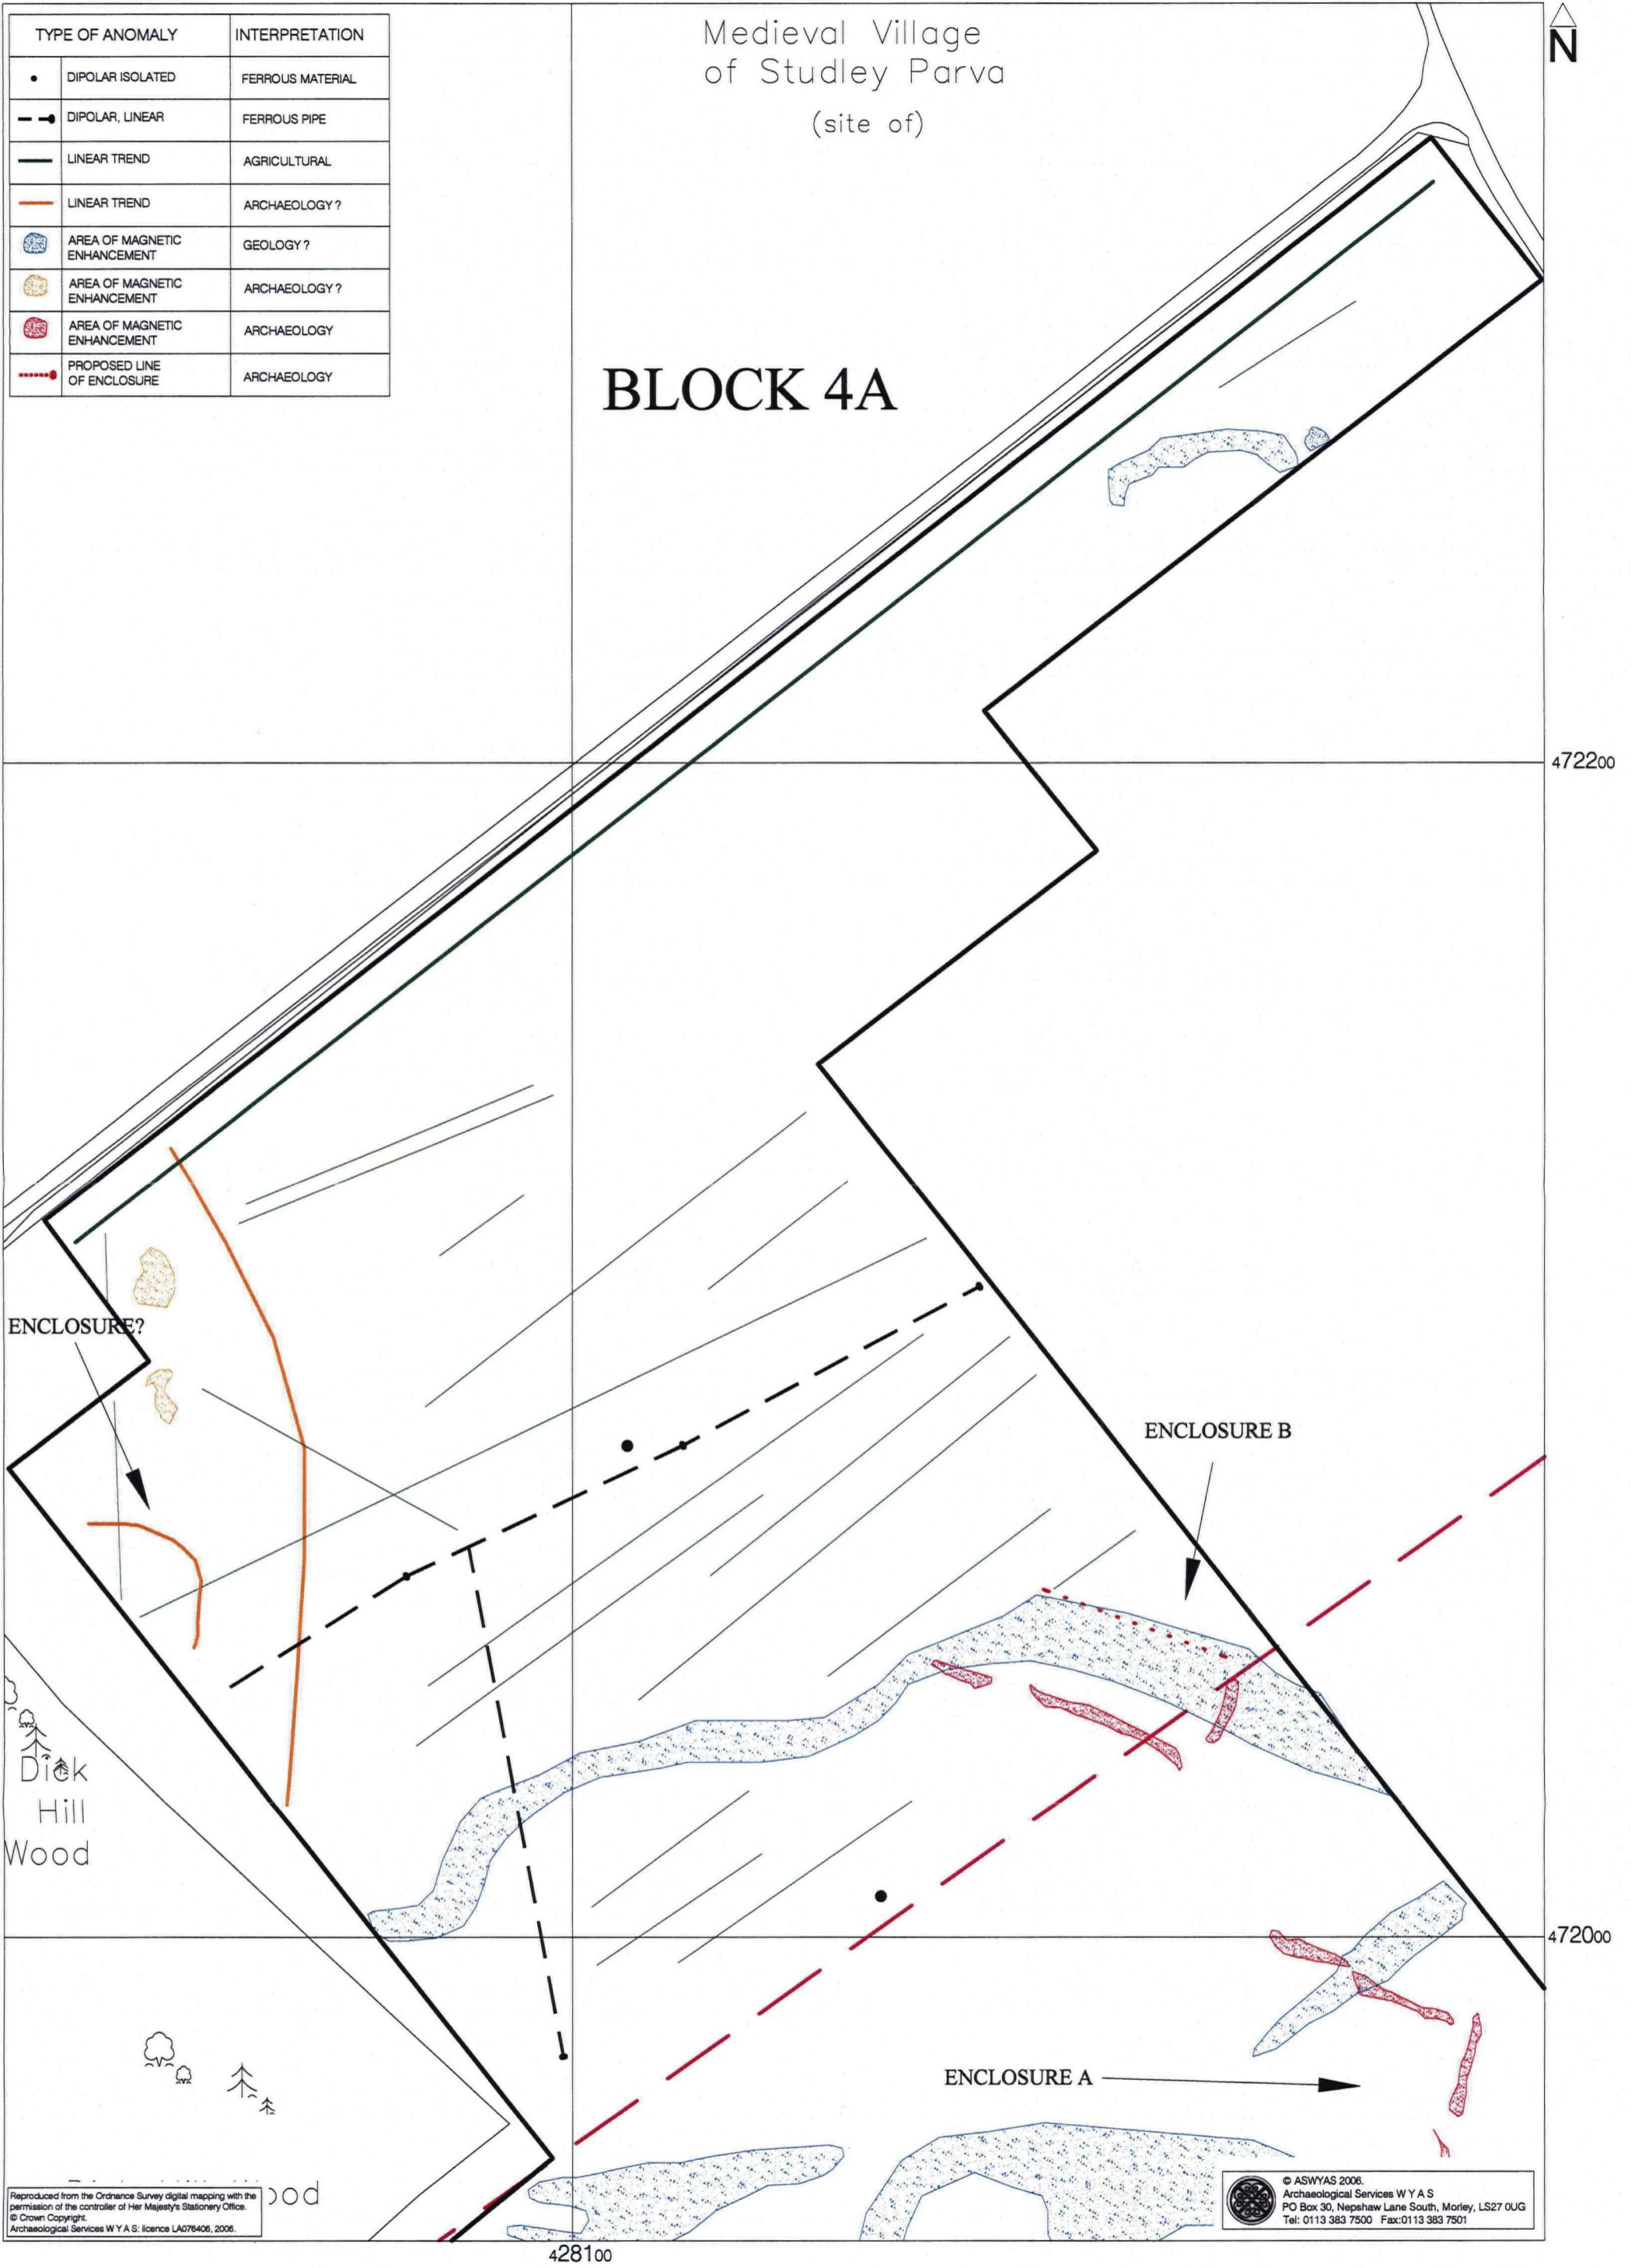 TYPE OF ANOMALY INTERPRETATION
DIPOLAR ISOLATED FERROUS MATERIAL
DIPOLAR, LINEAR FERROUS PIPE
LINEAR TREND AGRICULTURAL
LINEAR TREND ARCHAEOLOGY?
AREA OF MAGNETIC
ENHANCEMENT
GEOLOGY?
AREA OF MAGNETIC
ENHANCEMENT
ARCHAEOLOGY?
AREA OF MAGNETIC
ENHANCEMENT
ARCHAEOLOGY
PROPOSED LINE
OF ENCLOSURE
ARCHAEOLOGY
Medieval Village
of Studley Parva
(site of)
N
BLOCK 4A
472200
ENCLOSURE?
ENCLOSURE B
Dick
Hill
Wood
472000
ENCLOSURE A
ood
Reproduced from the Ordnance Survey digital mapping with the
permission of the controller of Her Majesty's Stationery Office.
© Crown Copyright.
Archaeological Services W Y A S: licence LA076406, 2006.
© ASWYAS 2006.
Archaeological Services W Y A S
PO Box 30, Nepshaw Lane South, Morley, LS27 0UG
Tel: 0113 383 7500 Fax:0113 383 7501
428100